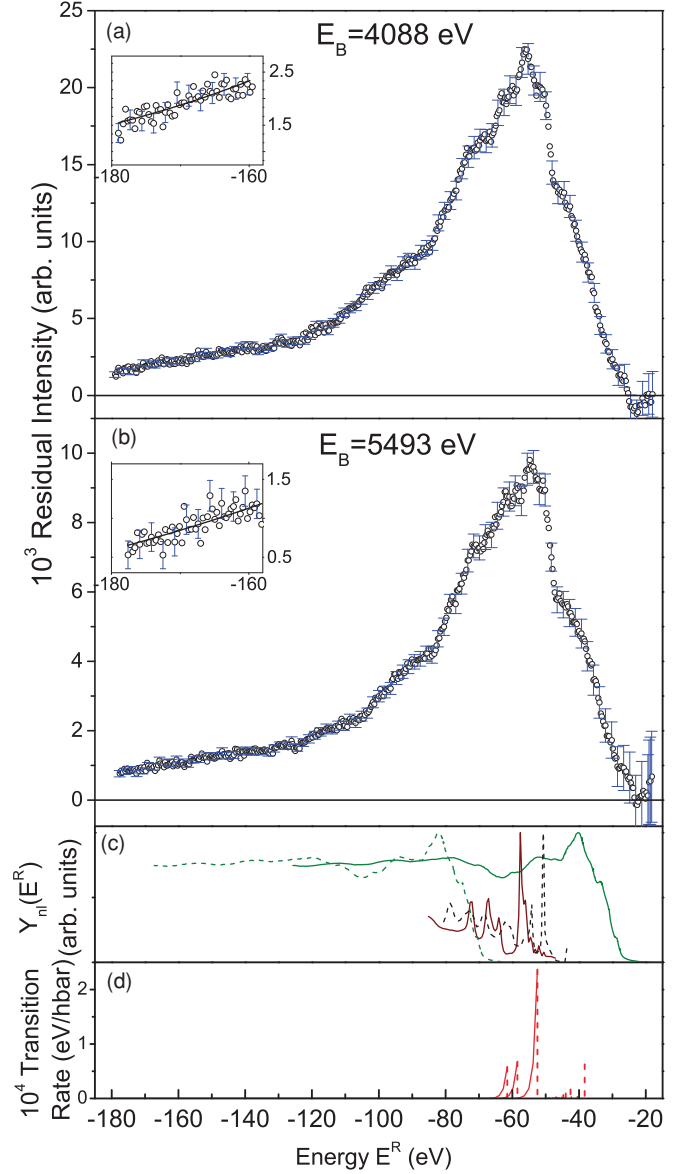 (a)
E_B=4088 eV
25
20
15
10
5
0
2.5
1.5
-180
-160
10^3 Residual Intensity (arb. units)
(b)
E_B=5493 eV
10
8
6
4
2
0
1.5
0.5
-180
-160
(c)
Y_nl(E^R)
(arb. units)
(d)
10^4 Transition
Rate (eV/hbar)
2
1
0
-180 -160 -140 -120 -100 -80 -60 -40 -20
Energy E^R (eV)